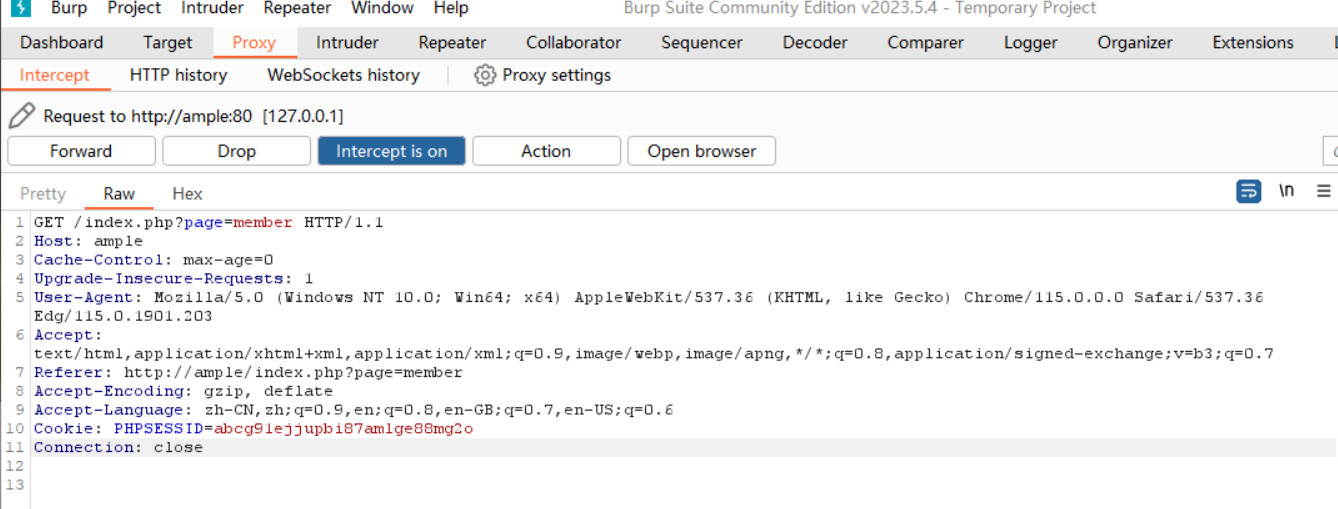 Burp Project Intruder Repeater Window Help Burp Suite Community Edition v2023.5.4 - Temporary Project
Dashboard Target Proxy Intruder Repeater Collaborator Sequencer Decoder Comparer Logger Organizer Extensions
Intercept HTTP history WebSockets history Proxy settings
Request to http://ample:80 [127.0.0.1]
Forward Drop Intercept is on Action Open browser
Pretty Raw Hex \n
1 GET /index.php?page=member HTTP/1.1
2 Host: ample
3 Cache-Control: max-age=0
4 Upgrade-Insecure-Requests: 1
5 User-Agent: Mozilla/5.0 (Windows NT 10.0; Win64; x64) AppleWebKit/537.36 (KHTML, like Gecko) Chrome/115.0.0.0 Safari/537.36
Edg/115.0.1901.203
6 Accept:
text/html,application/xhtml+xml,application/xml;q=0.9,image/webp,image/apng,*/*;q=0.8,application/signed-exchange;v=b3;q=0.7
7 Referer: http://ample/index.php?page=member
8 Accept-Encoding: gzip, deflate
9 Accept-Language: zh-CN,zh;q=0.9,en;q=0.8,en-GB;q=0.7,en-US;q=0.6
10 Cookie: PHPSESSID=abcg91ejjupbi87amlge88mg2o
11 Connection: close
12
13